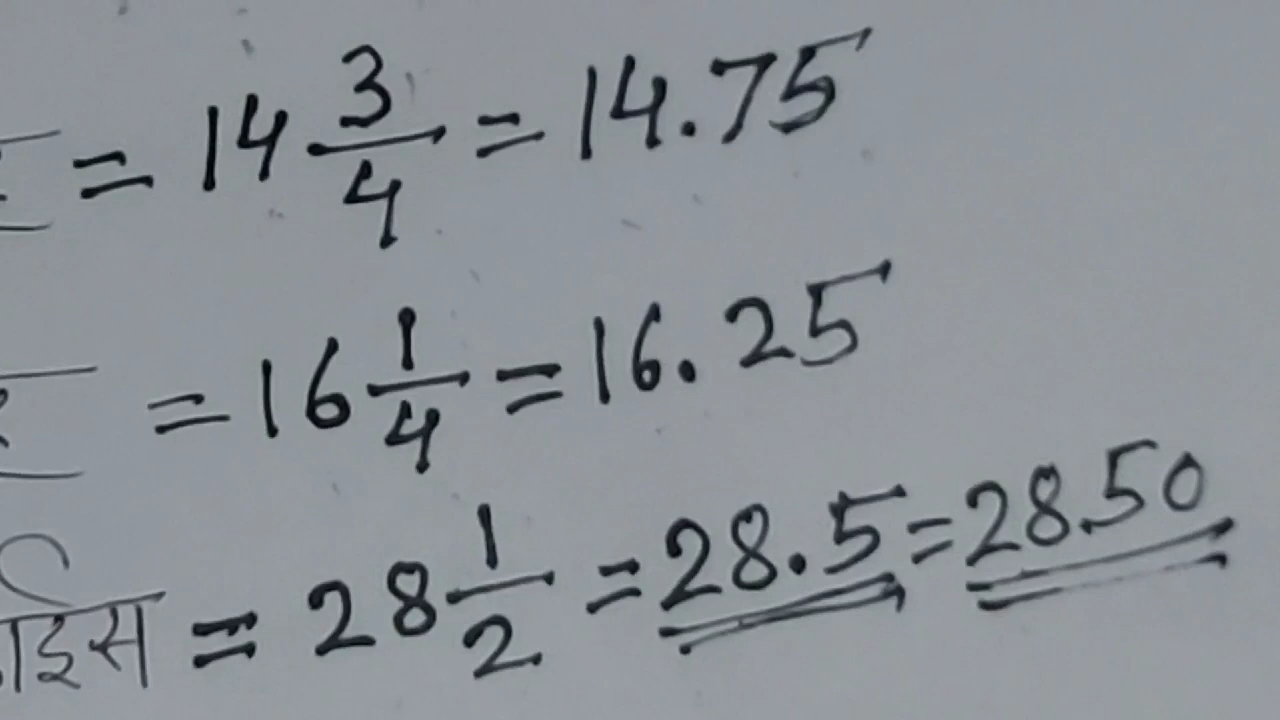 = 14 3/4 = 14.75
= 16 1/4 = 16.25
ाइस = 28 1/2 = 28.5 = 28.50